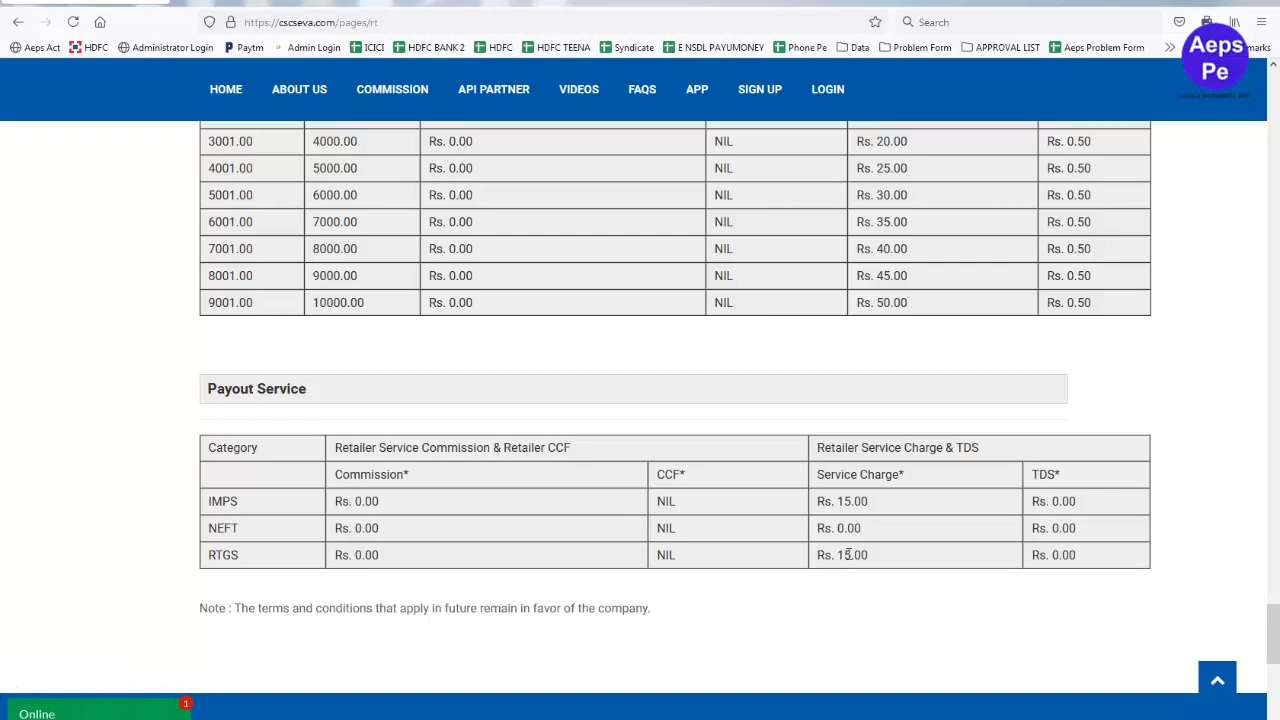 https://cscseva.com/pages/rt
Search
Aeps Act HDFC Administrator Login Paytm Admin Login ICICI HDFC BANK 2 HDFC HDFC TEENA Syndicate E NSDL PAYUMONEY Phone Pe Data Problem Form APPROVAL LIST Aeps Problem Form
Aeps
Pe
HOME ABOUT US COMMISSION API PARTNER VIDEOS FAQS APP SIGN UP LOGIN
3001.00 4000.00 Rs. 0.00 NIL Rs. 20.00 Rs. 0.50
4001.00 5000.00 Rs. 0.00 NIL Rs. 25.00 Rs. 0.50
5001.00 6000.00 Rs. 0.00 NIL Rs. 30.00 Rs. 0.50
6001.00 7000.00 Rs. 0.00 NIL Rs. 35.00 Rs. 0.50
7001.00 8000.00 Rs. 0.00 NIL Rs. 40.00 Rs. 0.50
8001.00 9000.00 Rs. 0.00 NIL Rs. 45.00 Rs. 0.50
9001.00 10000.00 Rs. 0.00 NIL Rs. 50.00 Rs. 0.50
Payout Service
Category Retailer Service Commission & Retailer CCF Retailer Service Charge & TDS
Commission* CCF* Service Charge* TDS*
IMPS Rs. 0.00 NIL Rs. 15.00 Rs. 0.00
NEFT Rs. 0.00 NIL Rs. 0.00 Rs. 0.00
RTGS Rs. 0.00 NIL Rs. 15.00 Rs. 0.00
Note : The terms and conditions that apply in future remain in favor of the company.
1
Online